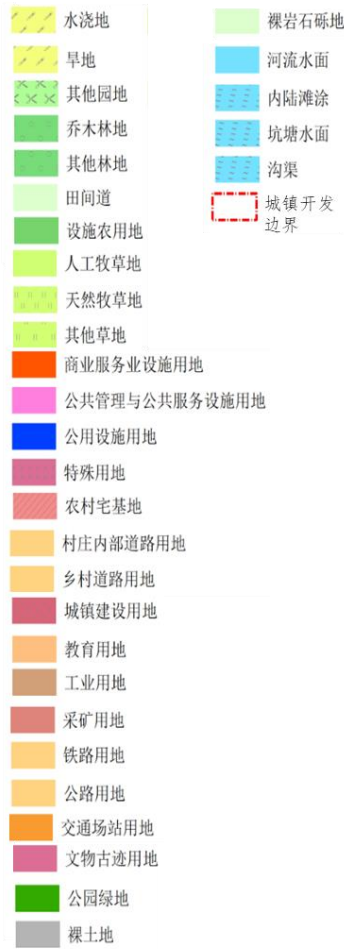 水浇地
旱地
其他园地
乔木林地
其他林地
田间道
设施农用地
人工牧草地
天然牧草地
其他草地
商业服务业设施用地
公共管理与公共服务设施用地
公用设施用地
特殊用地
农村宅基地
村庄内部道路用地
乡村道路用地
城镇建设用地
教育用地
工业用地
采矿用地
铁路用地
公路用地
交通场站用地
文物古迹用地
公园绿地
裸土地
裸岩石砾地
河流水面
内陆滩涂
坑塘水面
沟渠
城镇开发
边界